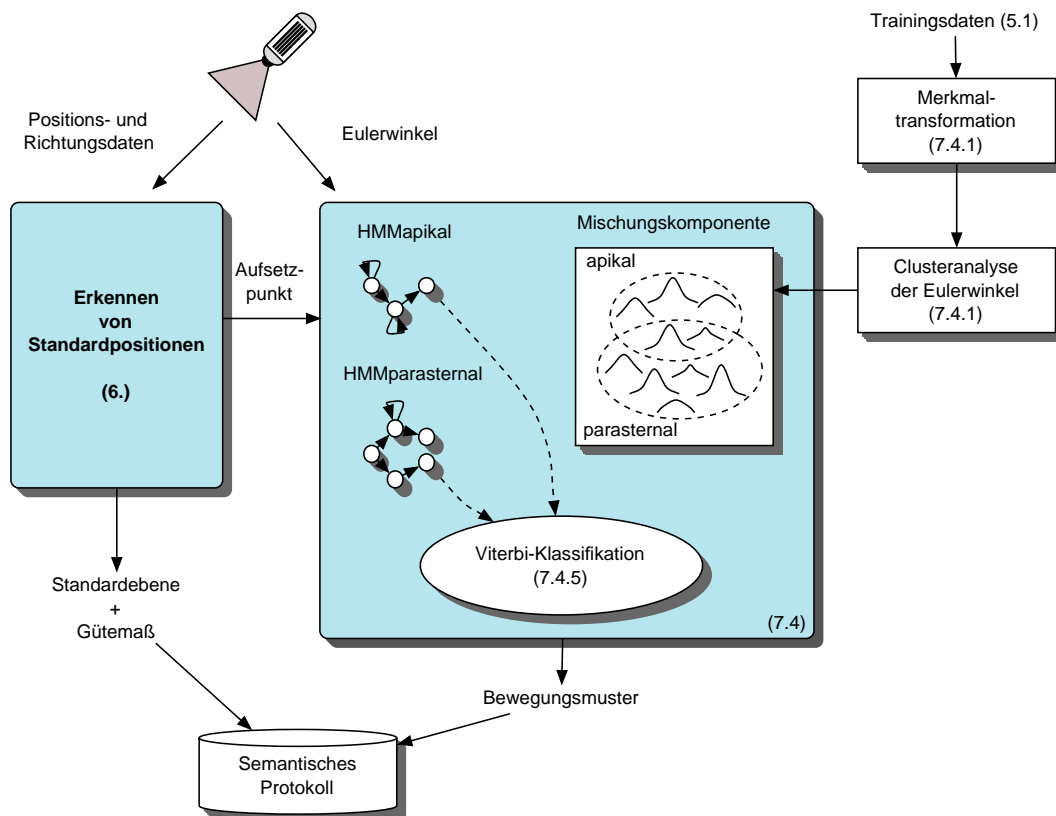 Trainingsdaten (5.1)
Merkmal-
transformation
(7.4.1)
Positions- und
Richtungsdaten
Eulerwinkel
Erkennen
von
Standardpositionen
(6.)
Aufsetz-
punkt
HMMapikal
HMMparasternal
Mischungskomponente
apikal
parasternal
Clusteranalyse
der Eulerwinkel
(7.4.1)
Viterbi-Klassifikation
(7.4.5)
(7.4)
Standardebene
+
Gütemaß
Bewegungsmuster
Semantisches
Protokoll